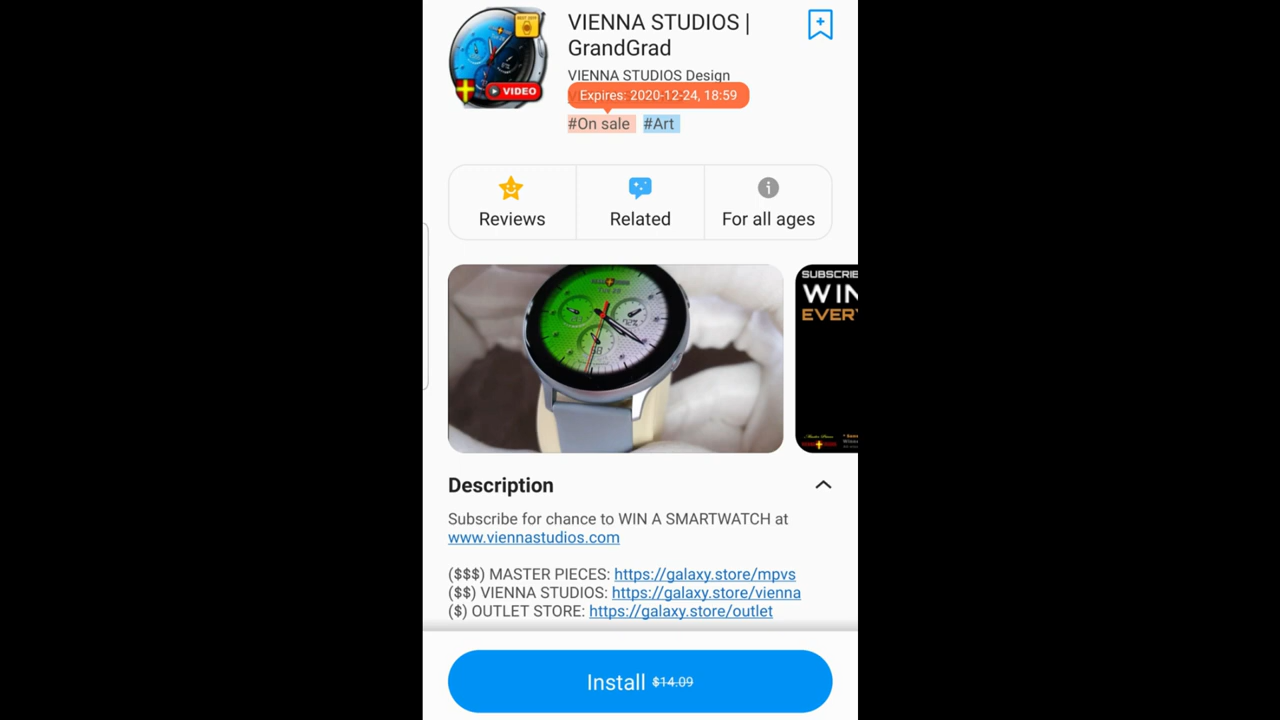 VIENNA STUDIOS |
GrandGrad
VIENNA STUDIOS Design
Expires: 2020-12-24, 18:59
#On sale #Art
VIDEO
Reviews
Related
For all ages
SUBSCRIBE
WIN
EVERY
Description
Subscribe for chance to WIN A SMARTWATCH at
www.viennastudios.com
($$$) MASTER PIECES: https://galaxy.store/mpvs
($$) VIENNA STUDIOS: https://galaxy.store/vienna
($) OUTLET STORE: https://galaxy.store/outlet
Install $14.09